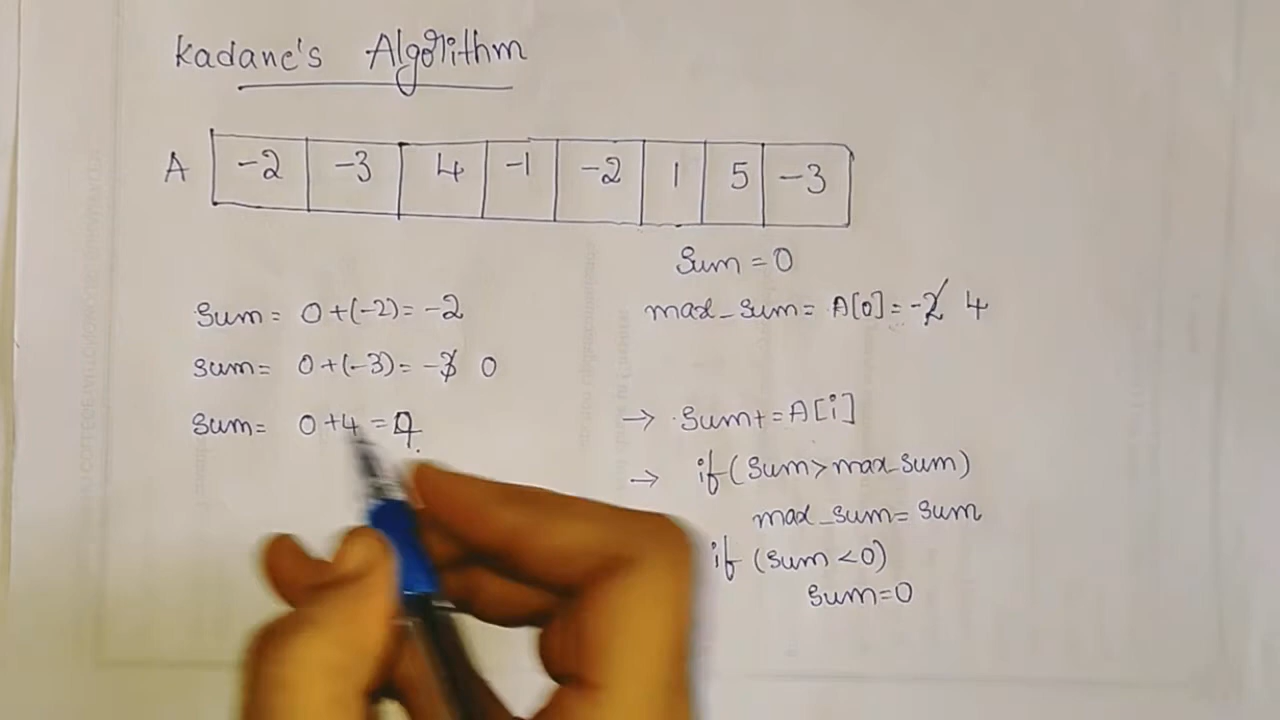 Kadane's Algorithm
A -2 -3 4 -1 -2 1 5 -3
Sum = 0
Sum = 0+(-2) = -2
max_sum = A[0] = -2 4
Sum = 0+(-3) = -3 0
Sum = 0+4 = 4
→ Sum+=A[i]
→ if(Sum>max_sum)
max_sum=Sum
if (Sum<0)
Sum=0